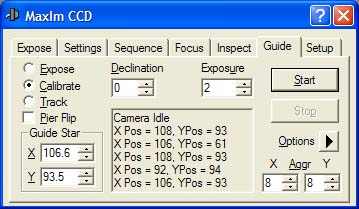 MaxIm CCD
Expose Settings Sequence Focus Inspect Guide Setup
Expose
Calibrate
Track
Pier Flip
Guide Star
X 106.6
Y 93.5
Declination
0
Exposure
2
Camera Idle
X Pos = 108, YPos = 93
X Pos = 106, YPos = 61
X Pos = 108, YPos = 93
X Pos = 92, YPos = 94
X Pos = 106, YPos = 93
Start
Stop
Options
X Aggr Y
8 8